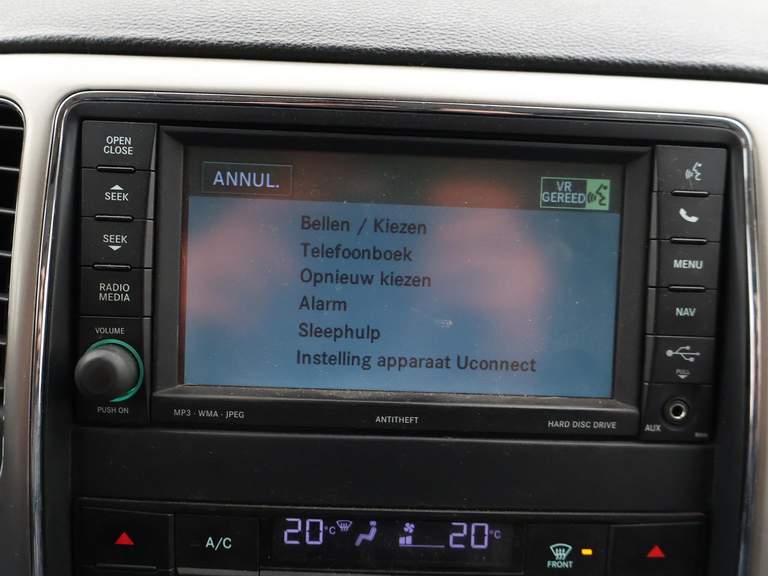 OPEN
CLOSE
SEEK
SEEK
RADIO
MEDIA
VOLUME
PUSH ON
ANNUL.
VR
GEREED
Bellen / Kiezen
Telefoonboek
Opnieuw kiezen
Alarm
Sleephulp
Instelling apparaat Uconnect
MENU
NAV
PULL
AUX
MP3 · WMA · JPEG
ANTITHEFT
HARD DISC DRIVE
A/C
20°C
20°C
FRONT